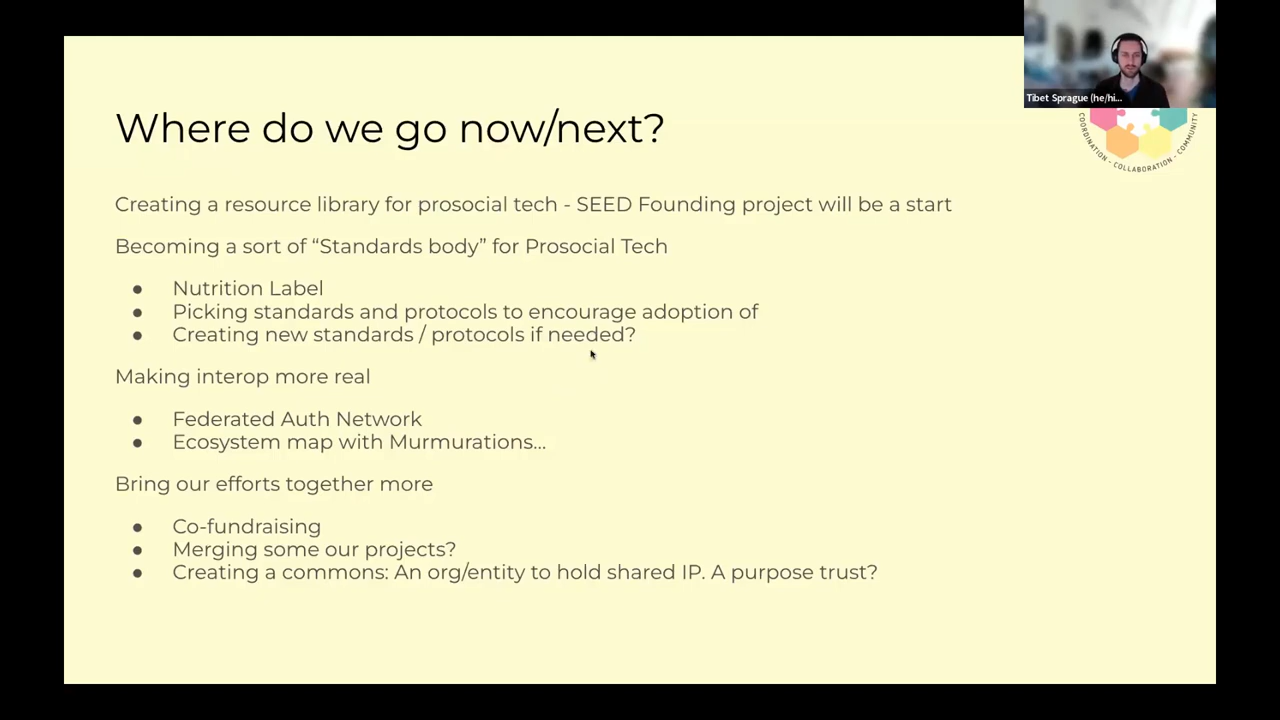 Tibet Sprague (he/hi...
Where do we go now/next?
COORDINATION - COLLABORATION - COMMUNITY
Creating a resource library for prosocial tech - SEED Founding project will be a start
Becoming a sort of “Standards body” for Prosocial Tech
● Nutrition Label
● Picking standards and protocols to encourage adoption of
● Creating new standards / protocols if needed?
Making interop more real
● Federated Auth Network
● Ecosystem map with Murmurations...
Bring our efforts together more
● Co-fundraising
● Merging some our projects?
● Creating a commons: An org/entity to hold shared IP. A purpose trust?